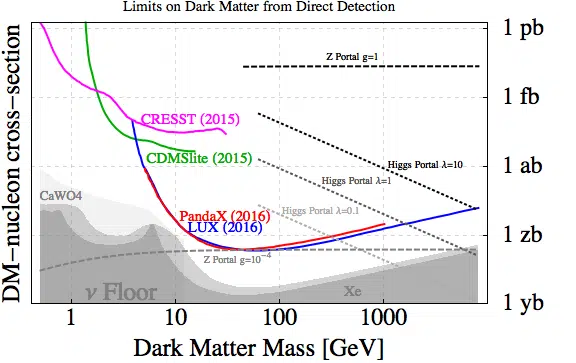 Limits on Dark Matter from Direct Detection
1 pb
Z Portal g=1
1 fb
CRESST (2015)
CDMSlite (2015)
Higgs Portal λ=10
1 ab
Higgs Portal λ=1
CaWO4
Higgs Portal λ=0.1
PandaX (2016)
LUX (2016)
1 zb
Z Portal g=10⁻⁴
ν Floor
Xe
1 yb
1 10 100 1000
Dark Matter Mass [GeV]
DM−nucleon cross−section